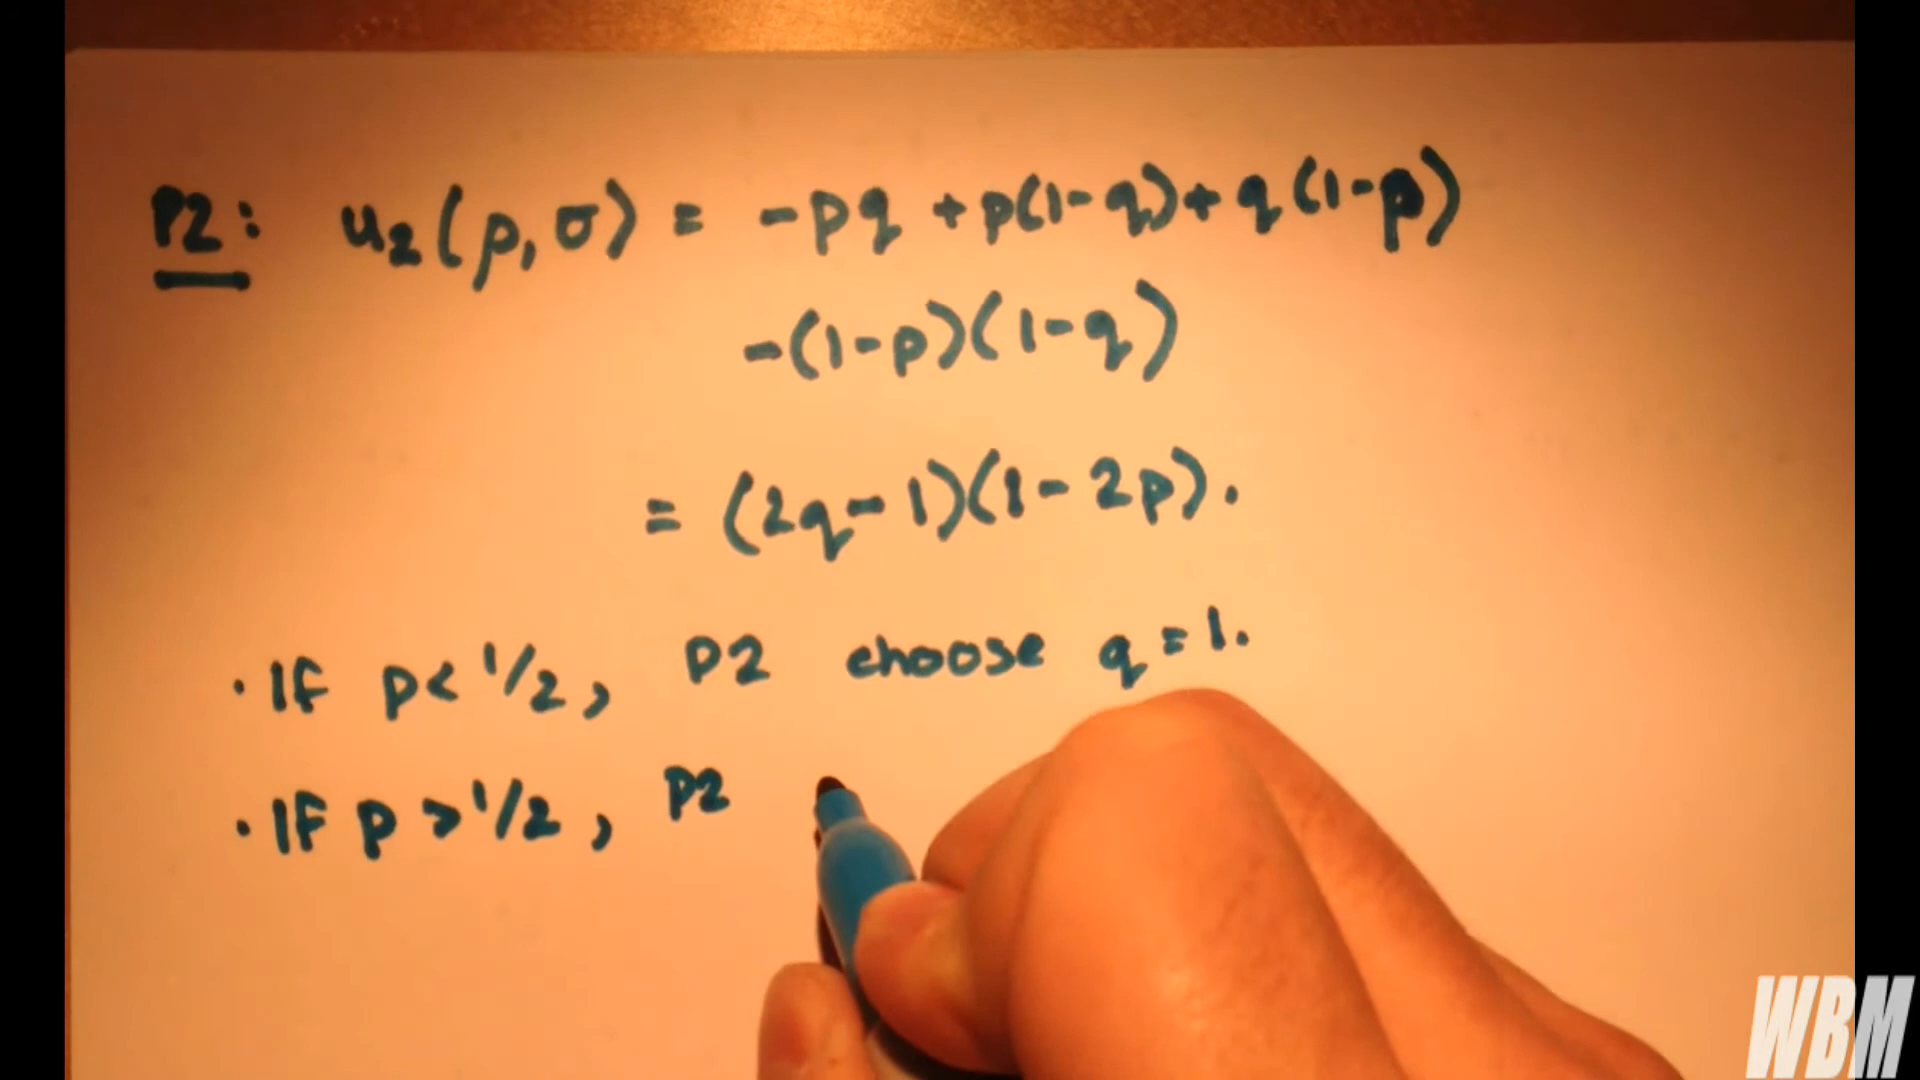 P2: u₂(p, σ) = -pq + p(1-q) + q(1-p)
-(1-p)(1-q)
= (2q-1)(1-2p).
· If p < 1/2, P2 choose q = 1.
· If p > 1/2, P2
WBM